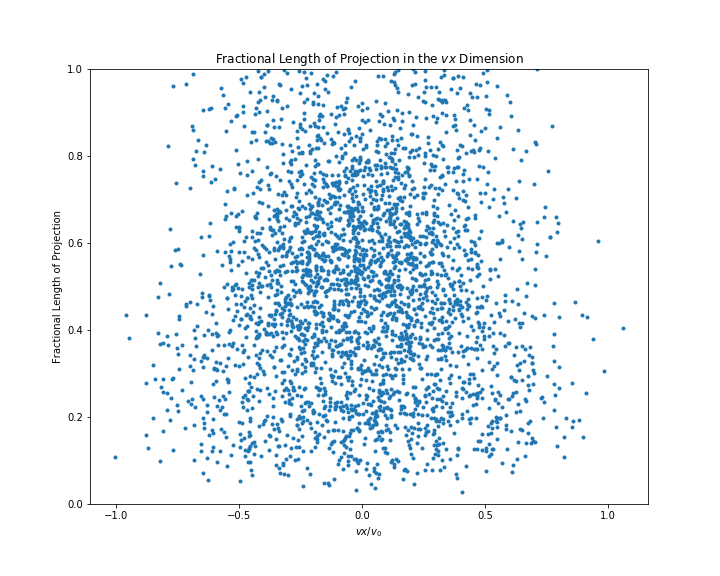 Fractional Length of Projection in the vx Dimension
1.0
0.8
0.6
0.4
0.2
0.0
Fractional Length of Projection
−1.0 −0.5 0.0 0.5 1.0
vx/v₀